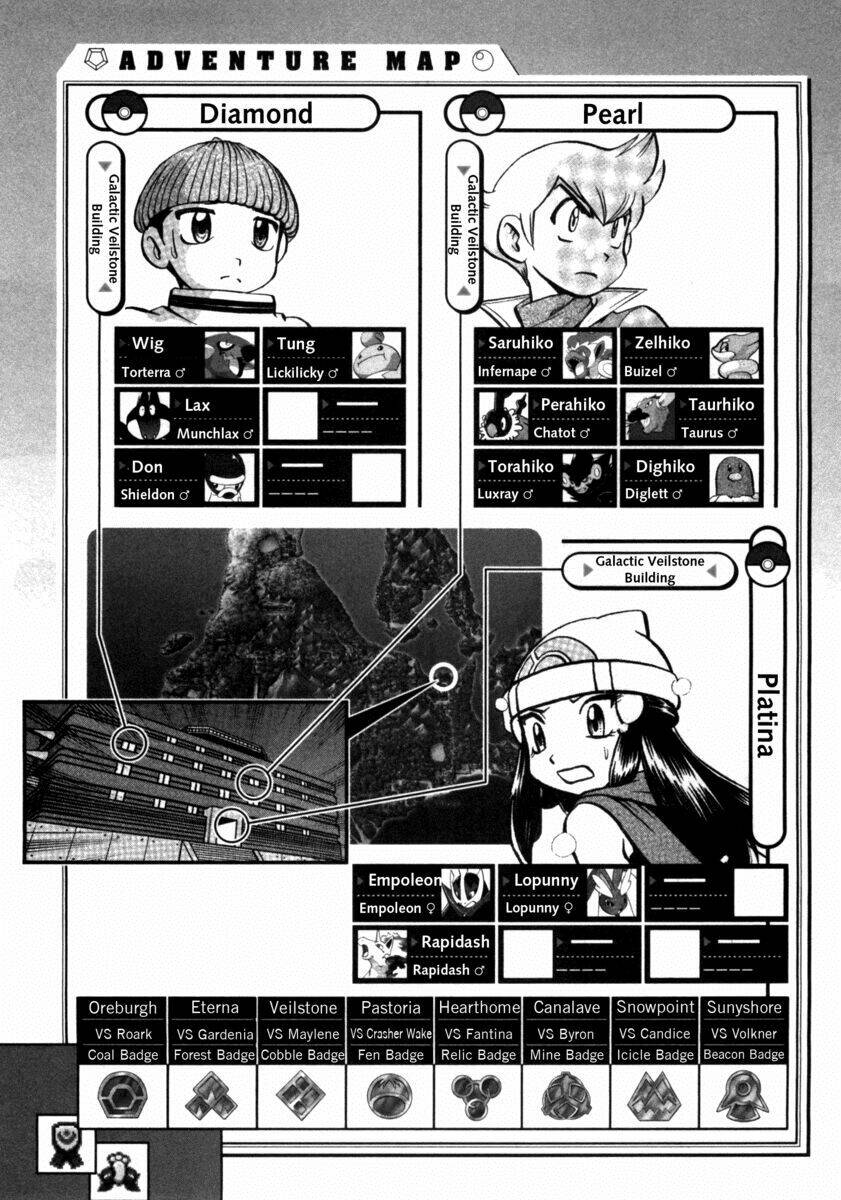 ADVENTURE MAP
Diamond
Galactic Veilstone
Building
Wig
Torterra ♂
Tung
Lickilicky ♂
Lax
Munchlax ♂
Don
Shieldon ♂
Pearl
Galactic Veilstone
Building
Saruhiko
Infernape ♂
Zelhiko
Buizel ♂
Perahiko
Chatot ♂
Taurhiko
Taurus ♂
Torahiko
Luxray ♂
Dighiko
Diglett ♂
Galactic Veilstone
Building
Platina
Empoleon
Empoleon ♀
Lopunny
Lopunny ♀
Rapidash
Rapidash ♂
Oreburgh
VS Roark
Coal Badge
Eterna
VS Gardenia
Forest Badge
Veilstone
VS Maylene
Cobble Badge
Pastoria
VS Crasher Wake
Fen Badge
Hearthome
VS Fantina
Relic Badge
Canalave
VS Byron
Mine Badge
Snowpoint
VS Candice
Icicle Badge
Sunyshore
VS Volkner
Beacon Badge